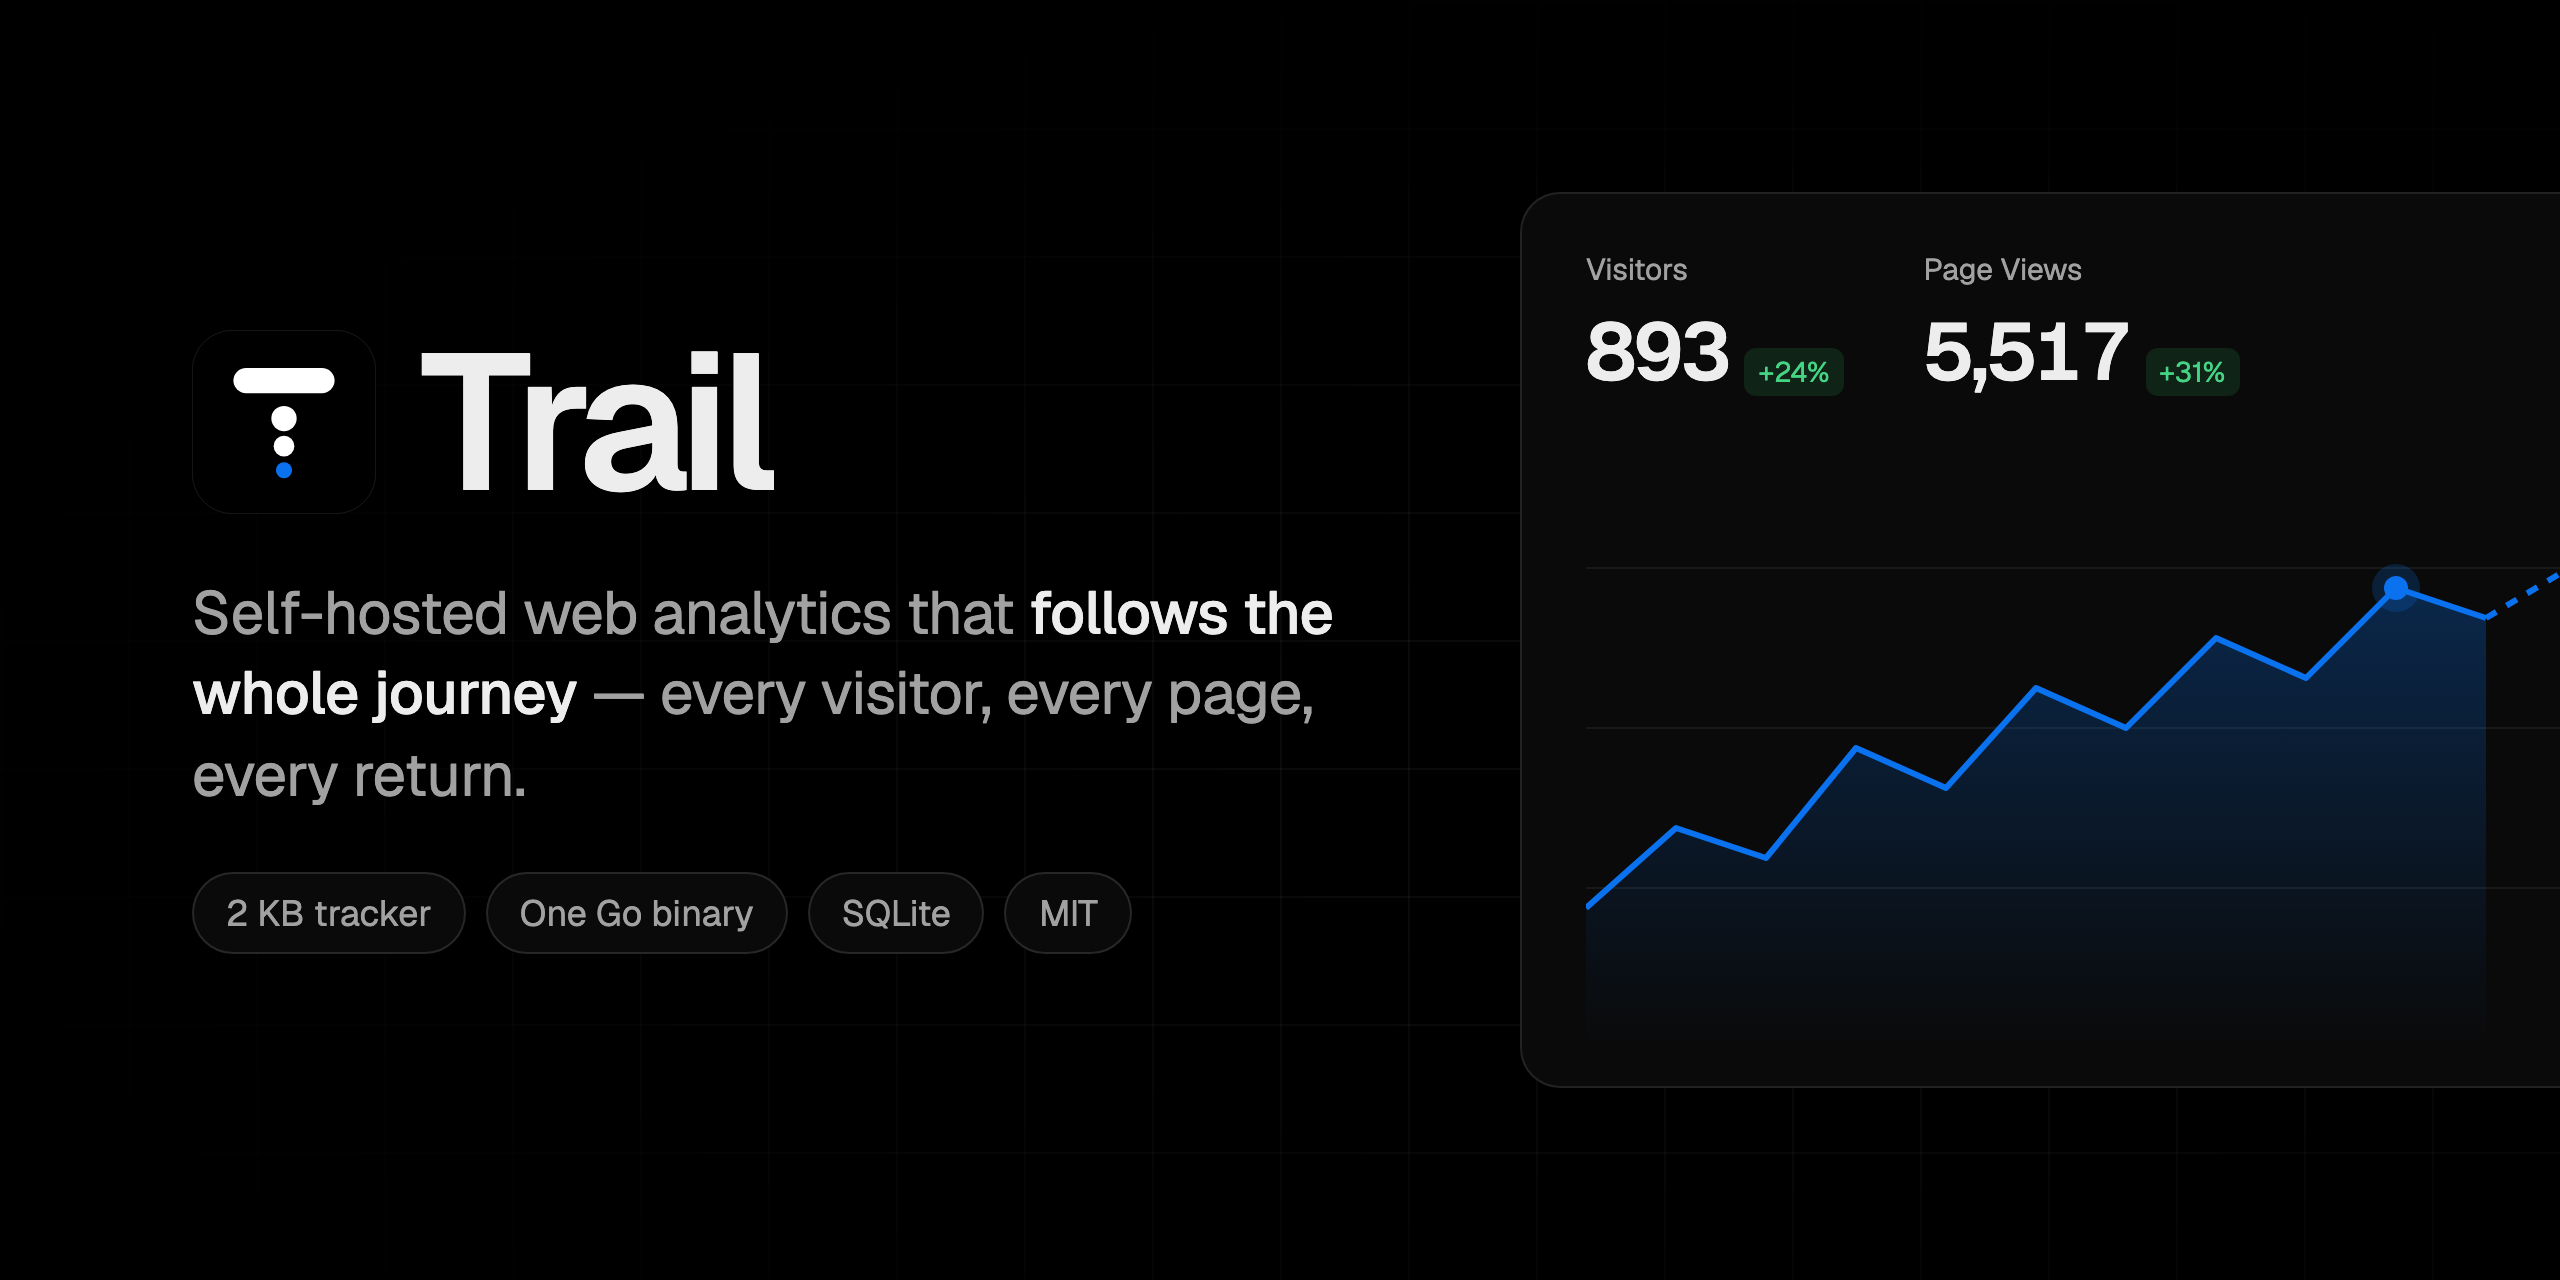 Trail
Self-hosted web analytics that follows the
whole journey — every visitor, every page,
every return.
2 KB tracker
One Go binary
SQLite
MIT
Visitors
893 +24%
Page Views
5,517 +31%